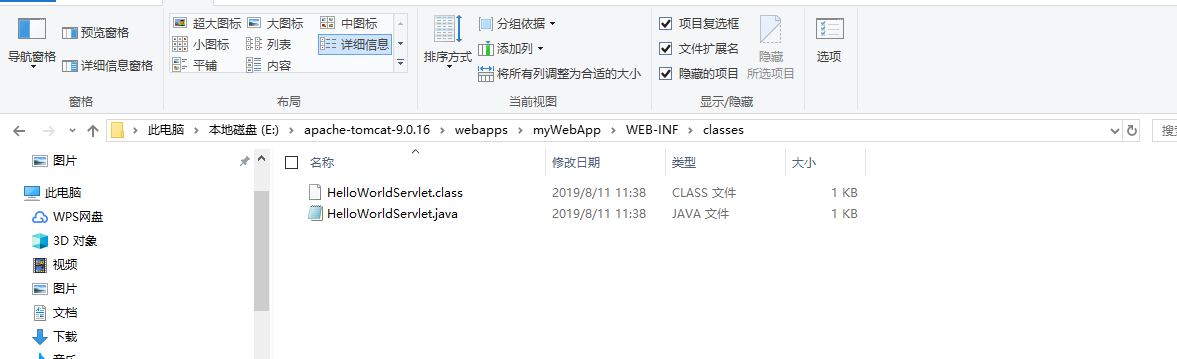 导航窗格
预览窗格
详细信息窗格
窗格
超大图标 大图标 中图标
小图标 列表 详细信息
平铺 内容
布局
排序方式
分组依据
添加列
将所有列调整为合适的大小
当前视图
项目复选框
文件扩展名
隐藏的项目
隐藏
所选项目
显示/隐藏
选项
此电脑 本地磁盘 (E:) apache-tomcat-9.0.16 webapps myWebApp WEB-INF classes
图片
此电脑
WPS网盘
3D 对象
视频
图片
文档
下载
名称 修改日期 类型 大小
HelloWorldServlet.class 2019/8/11 11:38 CLASS 文件 1 KB
HelloWorldServlet.java 2019/8/11 11:38 JAVA 文件 1 KB